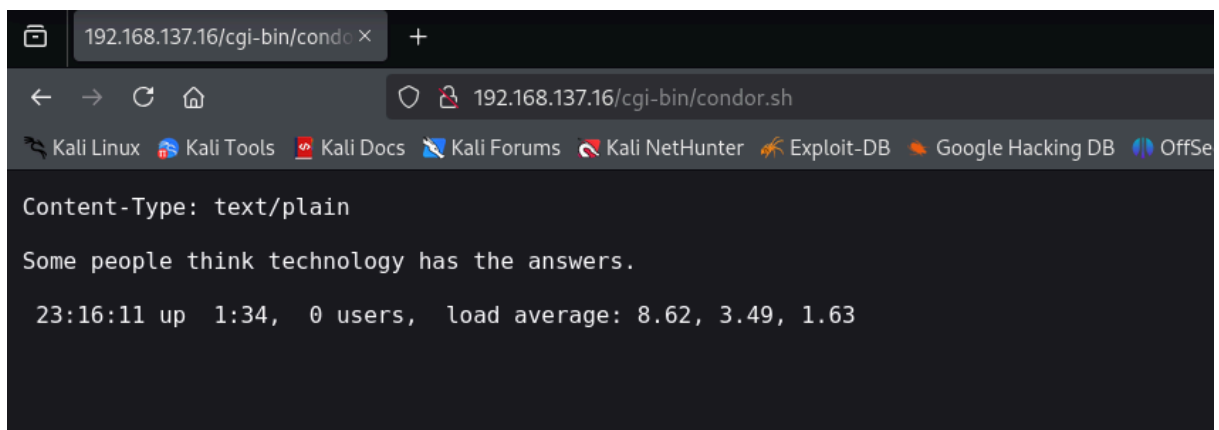 192.168.137.16/cgi-bin/condo
192.168.137.16/cgi-bin/condor.sh
Kali Linux Kali Tools Kali Docs Kali Forums Kali NetHunter Exploit-DB Google Hacking DB OffSe
Content-Type: text/plain
Some people think technology has the answers.
23:16:11 up 1:34, 0 users, load average: 8.62, 3.49, 1.63